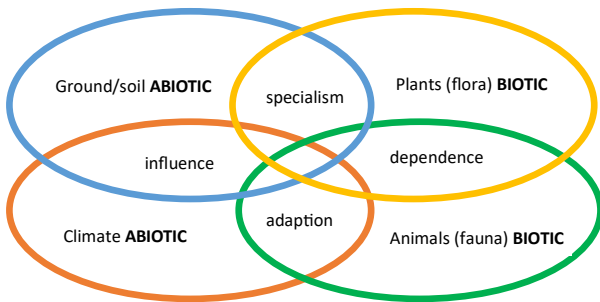 Ground/soil ABIOTIC
specialism
Plants (flora) BIOTIC
influence
dependence
Climate ABIOTIC
adaption
Animals (fauna) BIOTIC